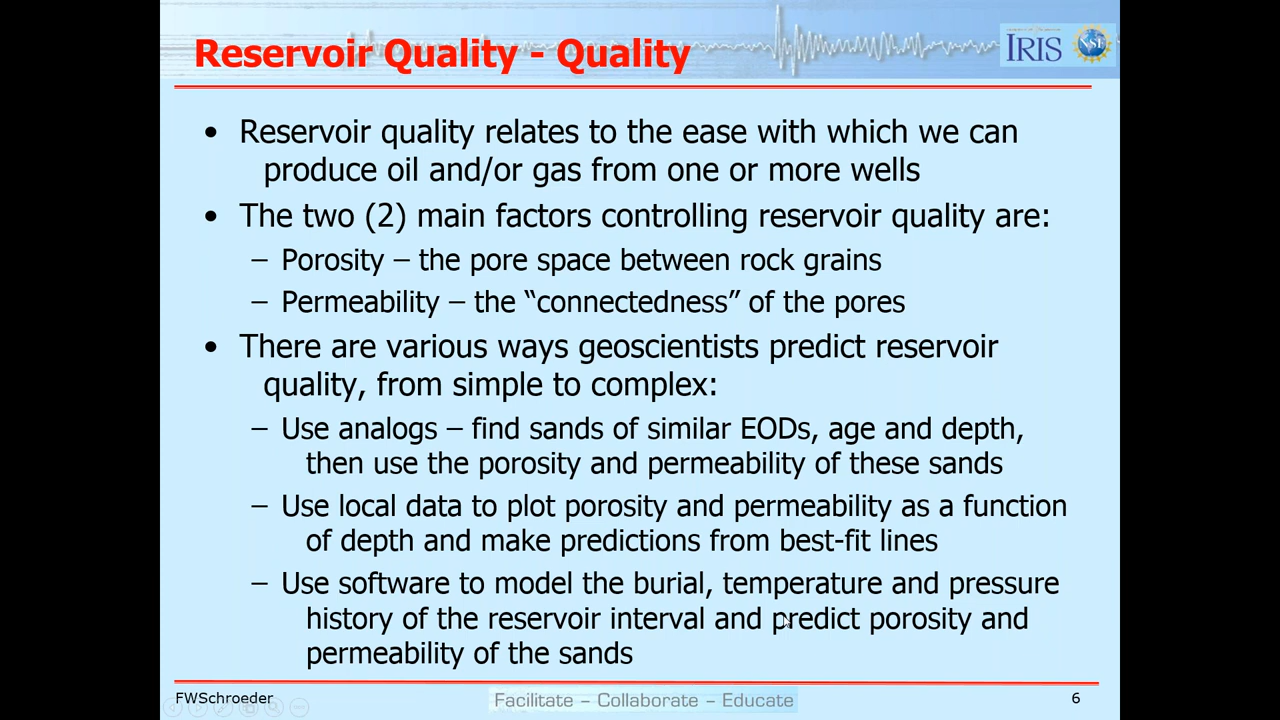 Reservoir Quality - Quality
IRIS
NSF
• Reservoir quality relates to the ease with which we can
produce oil and/or gas from one or more wells
• The two (2) main factors controlling reservoir quality are:
– Porosity – the pore space between rock grains
– Permeability – the “connectedness” of the pores
• There are various ways geoscientists predict reservoir
quality, from simple to complex:
– Use analogs – find sands of similar EODs, age and depth,
then use the porosity and permeability of these sands
– Use local data to plot porosity and permeability as a function
of depth and make predictions from best-fit lines
– Use software to model the burial, temperature and pressure
history of the reservoir interval and predict porosity and
permeability of the sands
FWSchroeder
Facilitate – Collaborate – Educate
6